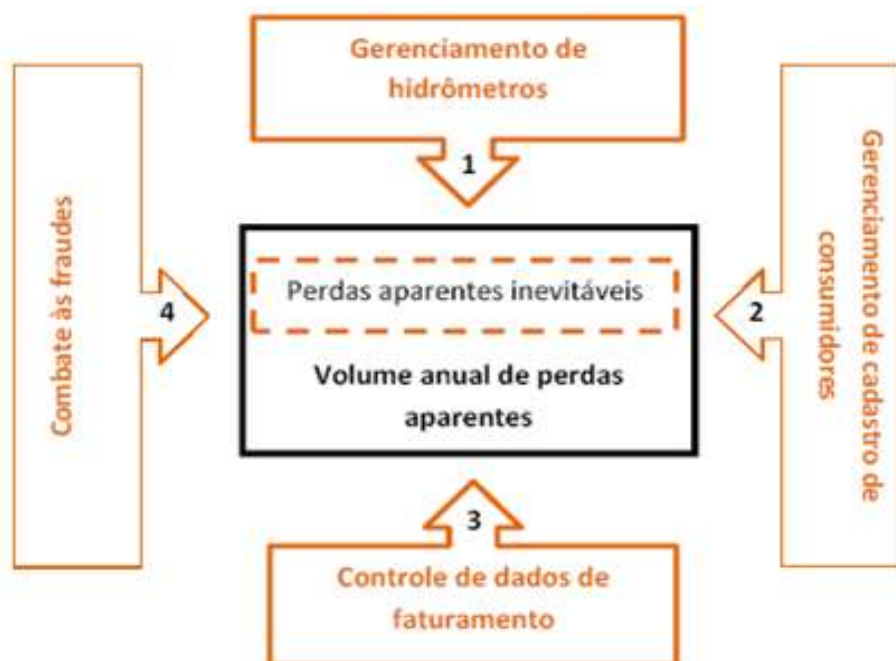 Gerenciamento de
hidrômetros
1
Combate às fraudes
4
Perdas aparentes inevitáveis
Volume anual de perdas
aparentes
2
Gerenciamento de cadastro de
consumidores
3
Controle de dados de
faturamento